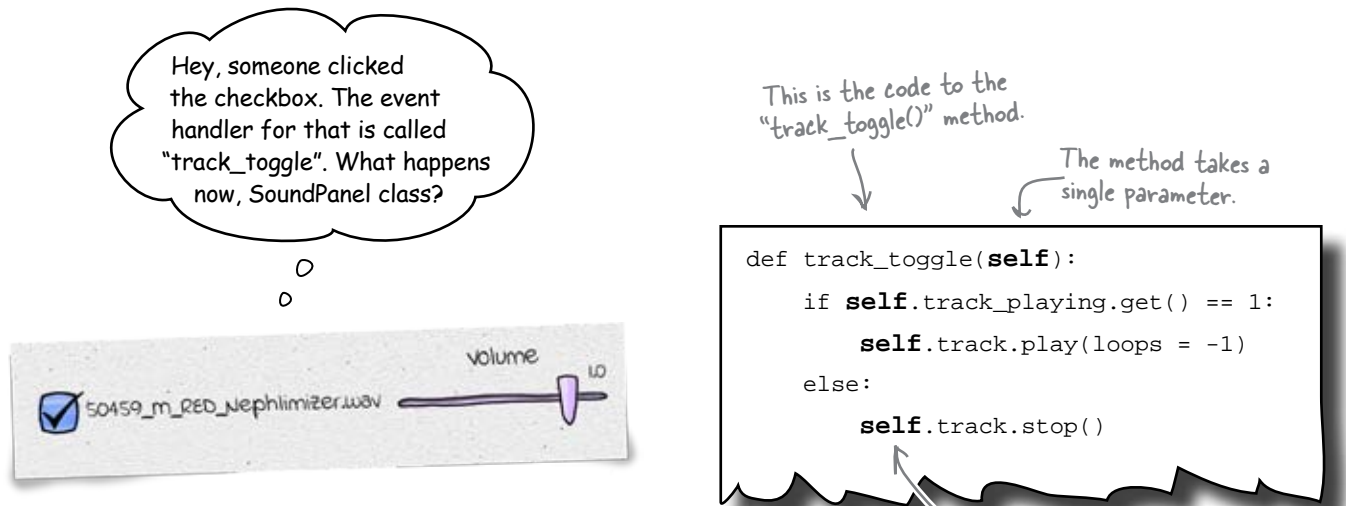 Hey, someone clicked
the checkbox. The event
handler for that is called
“track_toggle”. What happens
now, SoundPanel class?
This is the code to the
“track_toggle()” method.
The method takes a
single parameter.
volume
1.0
50459_m_RED_Nephlimizer.wav
def track_toggle(self):
    if self.track_playing.get() == 1:
        self.track.play(loops = -1)
    else:
        self.track.stop()